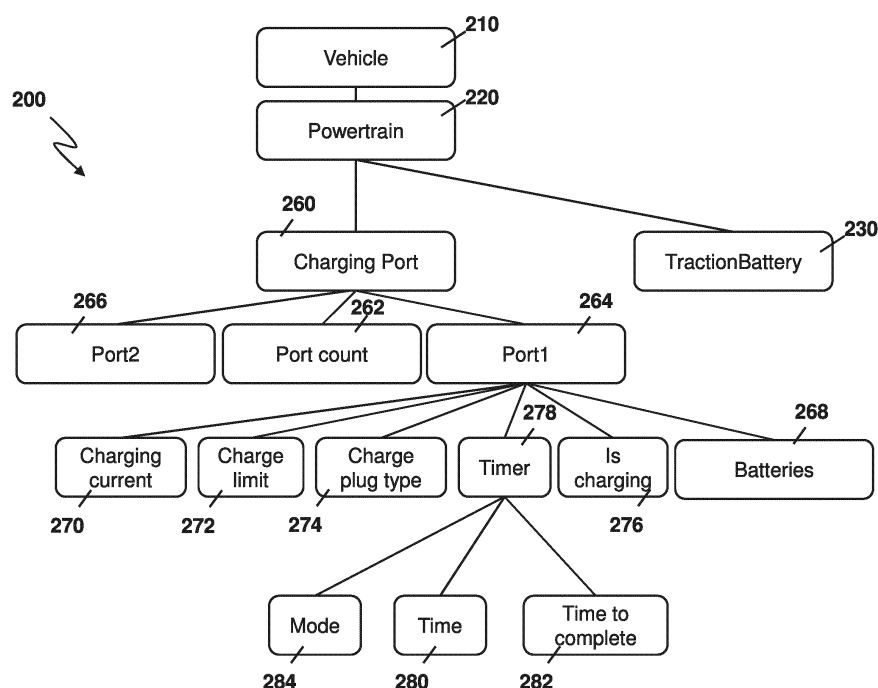 210
Vehicle
200
220
Powertrain
260
230
Charging Port
TractionBattery
266
262
264
Port2
Port count
Port1
278
268
Charging
current
Charge
limit
Charge
plug type
Timer
Is
charging
Batteries
270
272
274
276
Mode
Time
Time to
complete
284
280
282